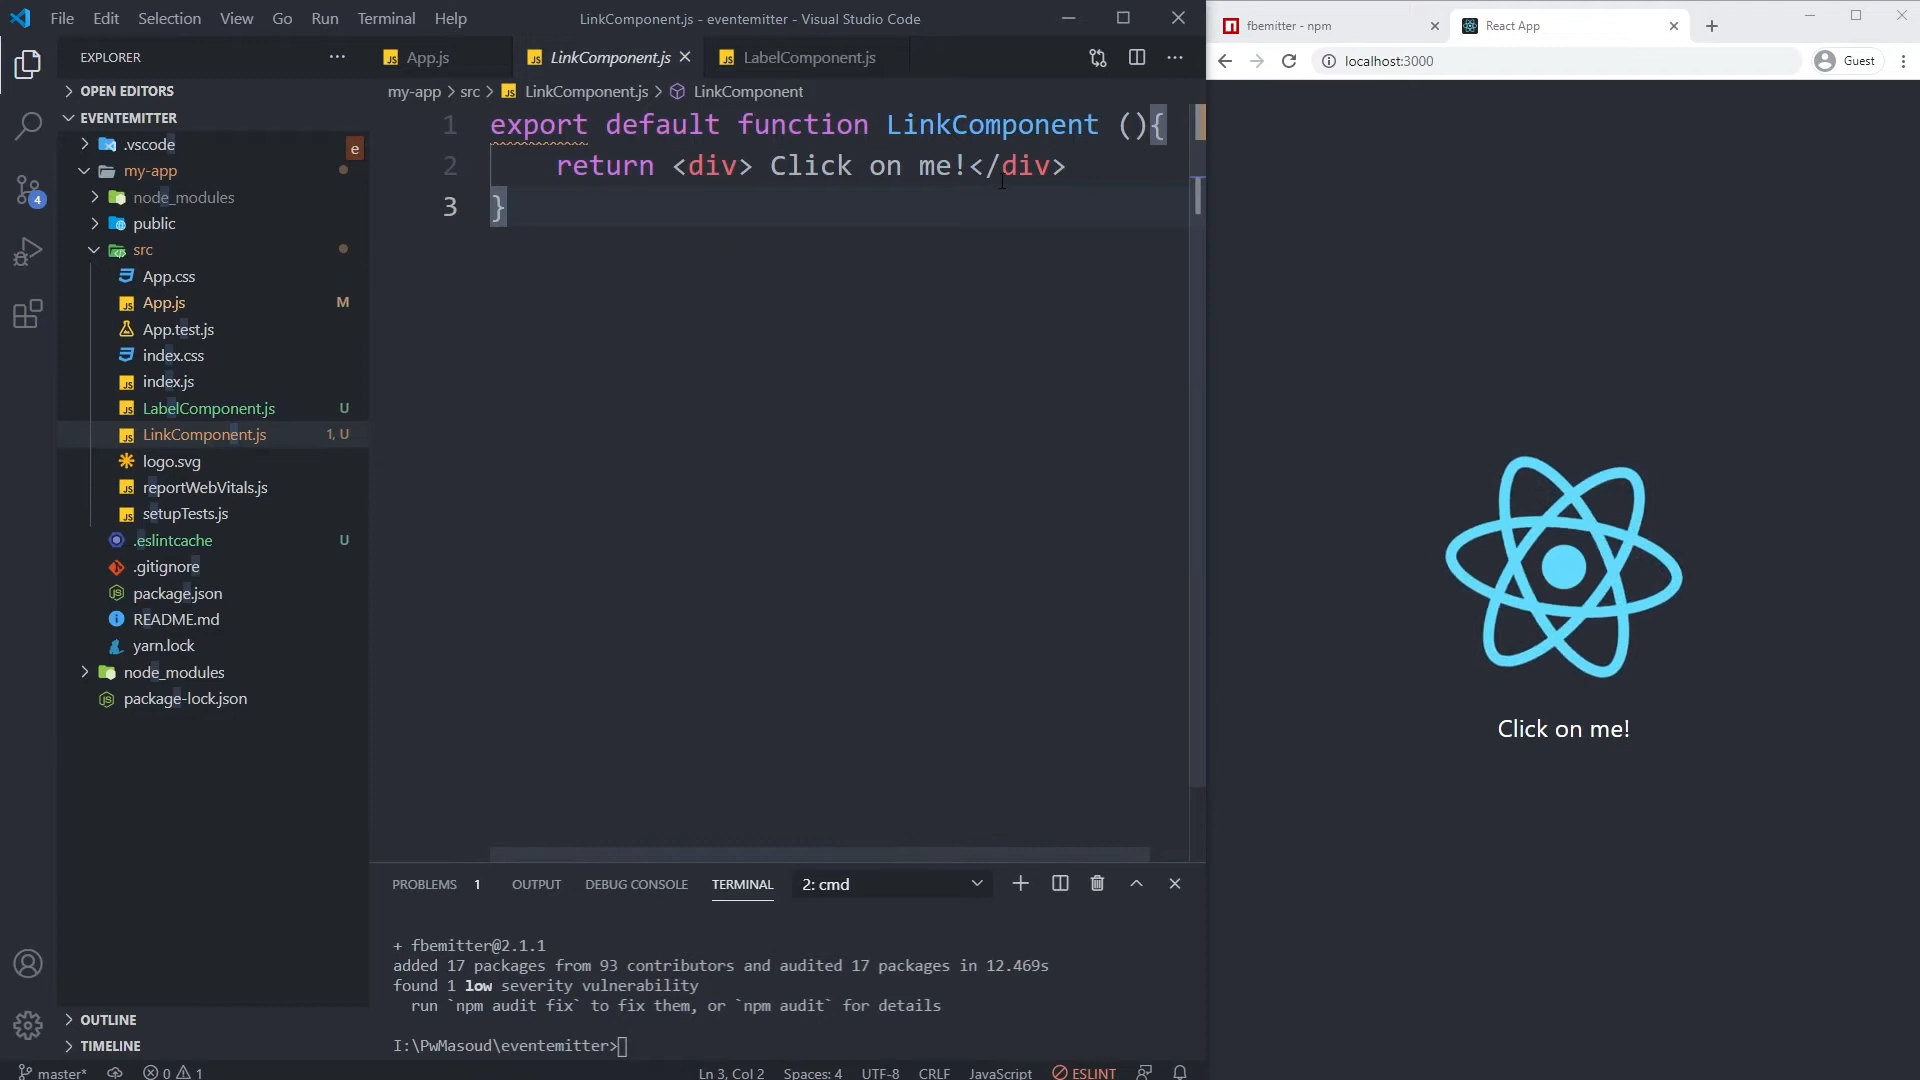 File Edit Selection View Go Run Terminal Help
LinkComponent.js - eventemitter - Visual Studio Code
EXPLORER
OPEN EDITORS
EVENTEMITTER
.vscode
e
my-app
node_modules
public
src
App.css
App.js M
App.test.js
index.css
index.js
LabelComponent.js U
LinkComponent.js 1, U
logo.svg
reportWebVitals.js
setupTests.js
.eslintcache U
.gitignore
package.json
README.md
yarn.lock
node_modules
package-lock.json
OUTLINE
TIMELINE
4
App.js LinkComponent.js LabelComponent.js
my-app > src > LinkComponent.js > LinkComponent
1 export default function LinkComponent (){
2 return <div> Click on me!</div>
3 }
PROBLEMS 1 OUTPUT DEBUG CONSOLE TERMINAL 2: cmd
+ fbemitter@2.1.1
added 17 packages from 93 contributors and audited 17 packages in 12.469s
found 1 low severity vulnerability
run `npm audit fix` to fix them, or `npm audit` for details
I:\PwMasoud\eventemitter>
master* 0 1 Ln 3, Col 2 Spaces: 4 UTF-8 CRLF JavaScript ESLINT
fbemitter - npm React App
localhost:3000 Guest
Click on me!